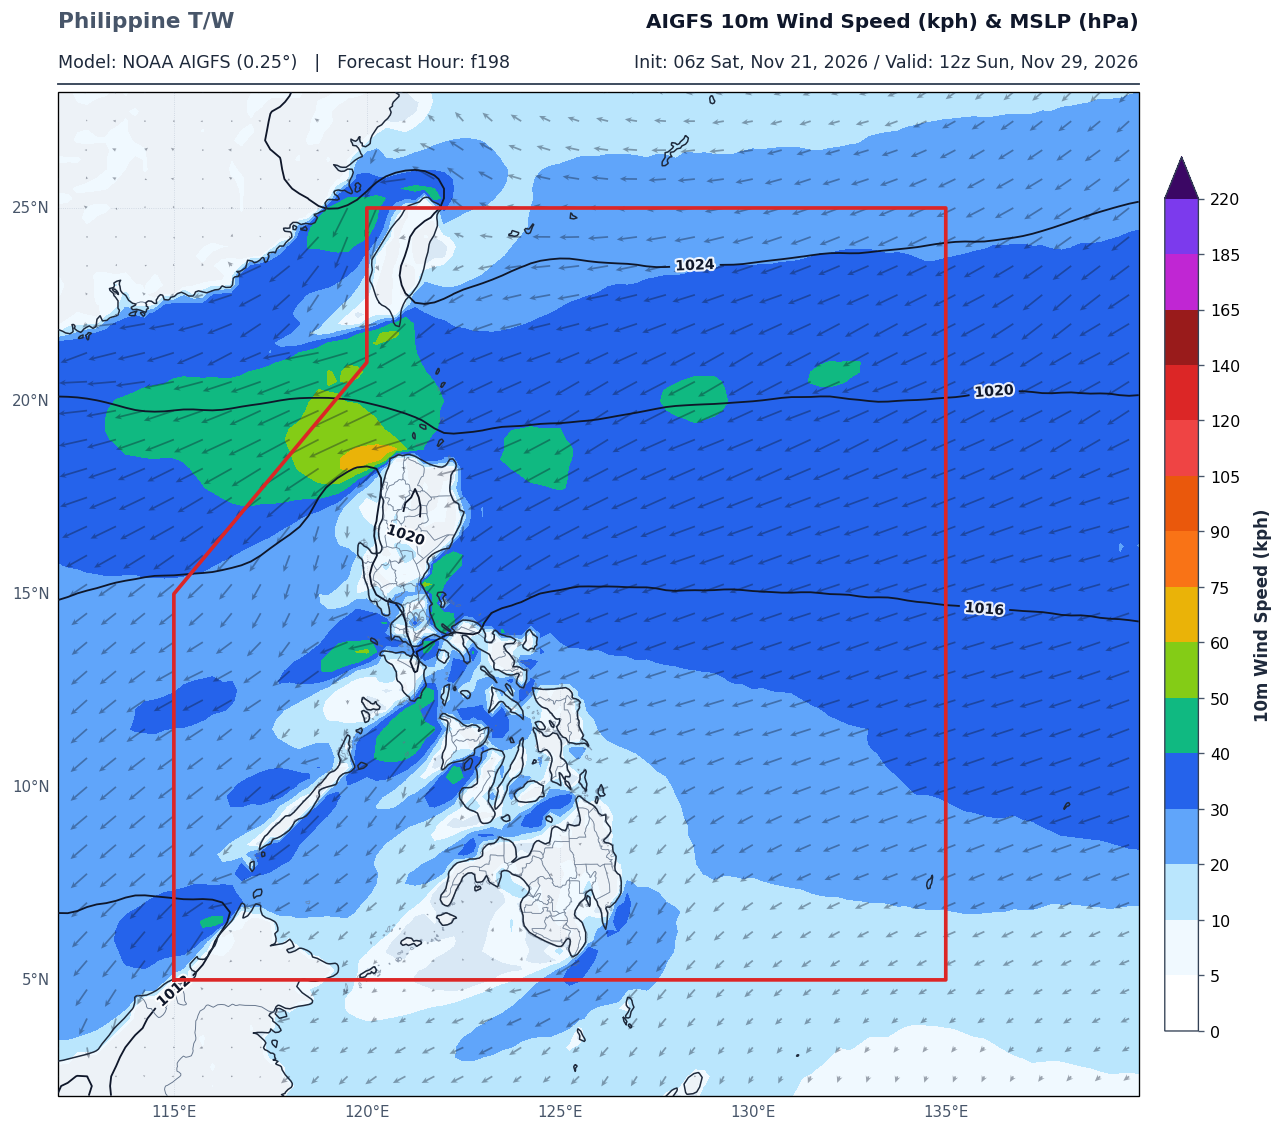 Philippine T/W
AIGFS 10m Wind Speed (kph) & MSLP (hPa)
Model: NOAA AIGFS (0.25°) | Forecast Hour: f198
Init: 06z Sat, Nov 21, 2026 / Valid: 12z Sun, Nov 29, 2026
25°N
20°N
15°N
10°N
5°N
115°E
120°E
125°E
130°E
135°E
1024
1020
1020
1016
1012
220
185
165
140
120
105
90
75
60
50
40
30
20
10
5
0
10m Wind Speed (kph)